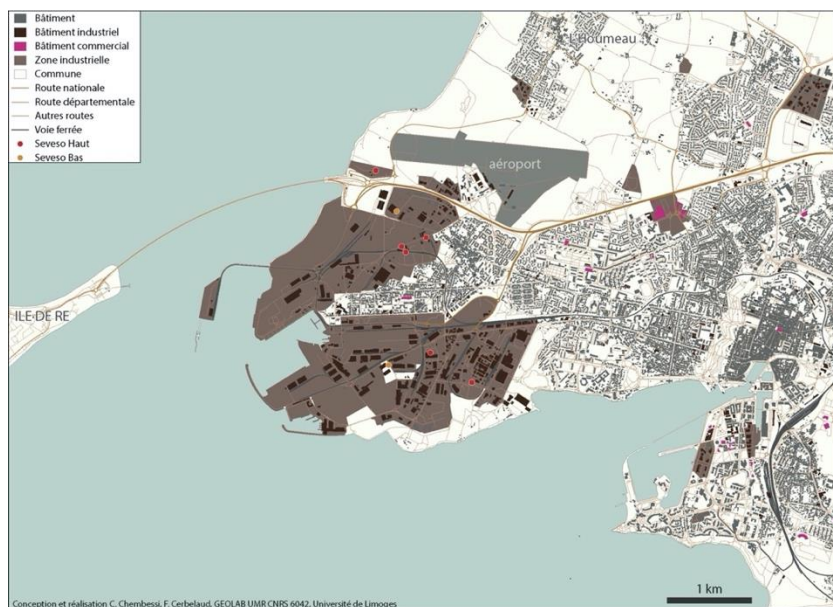 Bâtiment
Bâtiment industriel
Bâtiment commercial
Zone industrielle
Commune
Route nationale
Route départementale
Autres routes
Voie ferrée
Seveso Haut
Seveso Bas
L'Houmeau
aéroport
ILE DE RE
1 km
Conception et réalisation C. Chembessi, F. Cerbelaud, GEOLAB UMR CNRS 6042, Université de Limoges